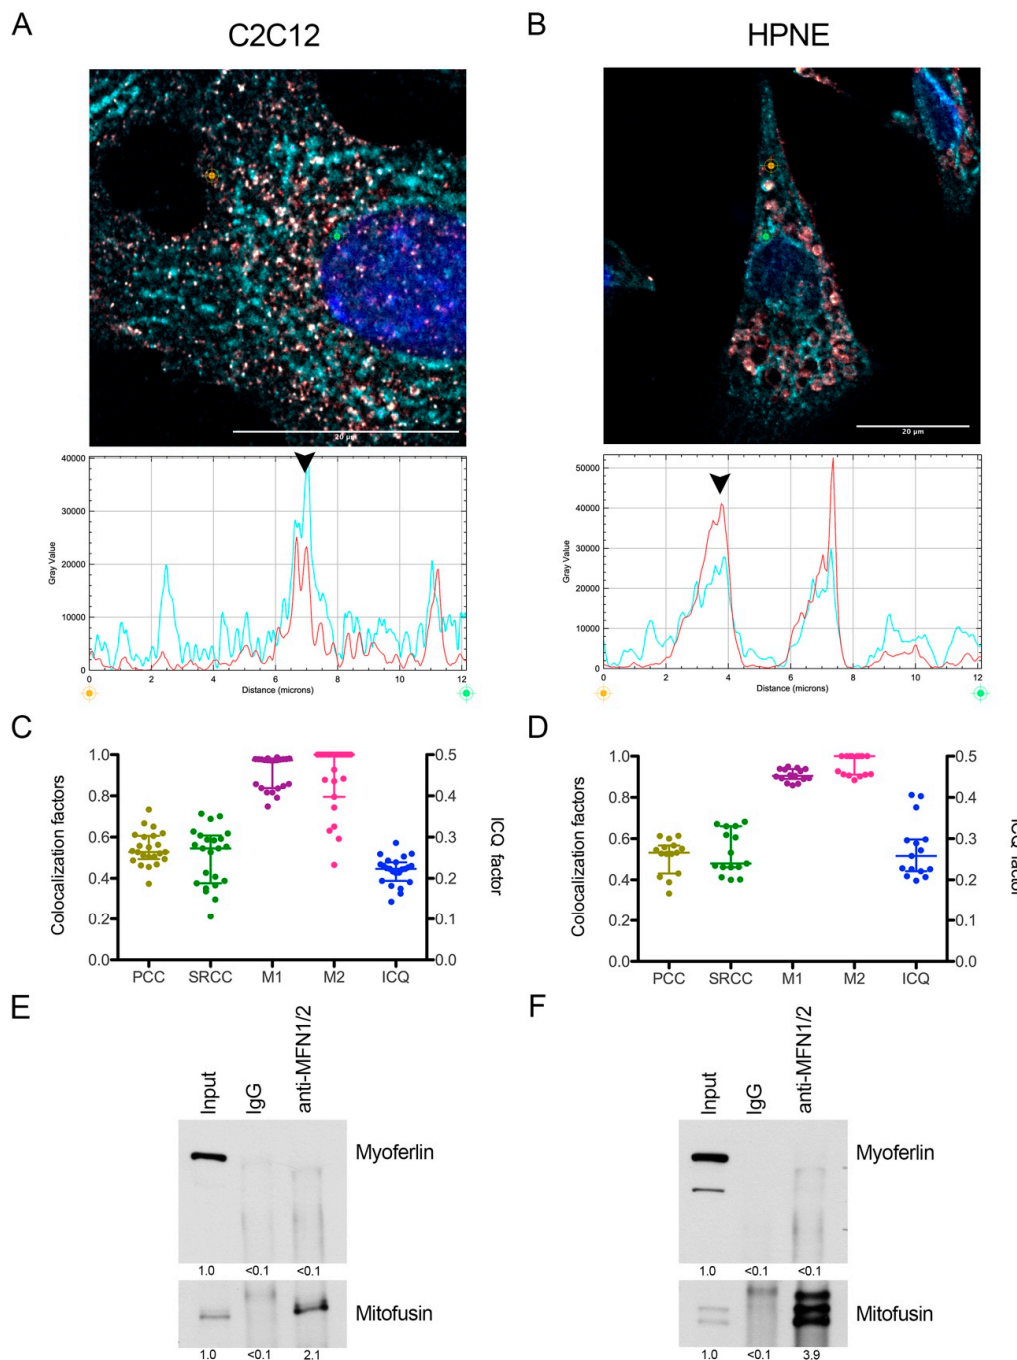 A
C2C12
B
HPNE
20 µm
20 µm
40000
30000
20000
10000
0
Gray Value
0 2 4 6 8 10 12
Distance (microns)
50000
40000
30000
20000
10000
0
Gray Value
0 2 4 6 8 10 12
Distance (microns)
C
Colocalization factors
1.0
0.8
0.6
0.4
0.2
0.0
0.5
0.4
0.3
0.2
0.1
0.0
ICQ factor
PCC SRCC M1 M2 ICQ
D
Colocalization factors
1.0
0.8
0.6
0.4
0.2
0.0
0.5
0.4
0.3
0.2
0.1
0.0
ICQ factor
PCC SRCC M1 M2 ICQ
E
Input
IgG
anti-MFN1/2
Myoferlin
1.0 <0.1 <0.1
Mitofusin
1.0 <0.1 2.1
F
Input
IgG
anti-MFN1/2
Myoferlin
1.0 <0.1 <0.1
Mitofusin
1.0 <0.1 3.9